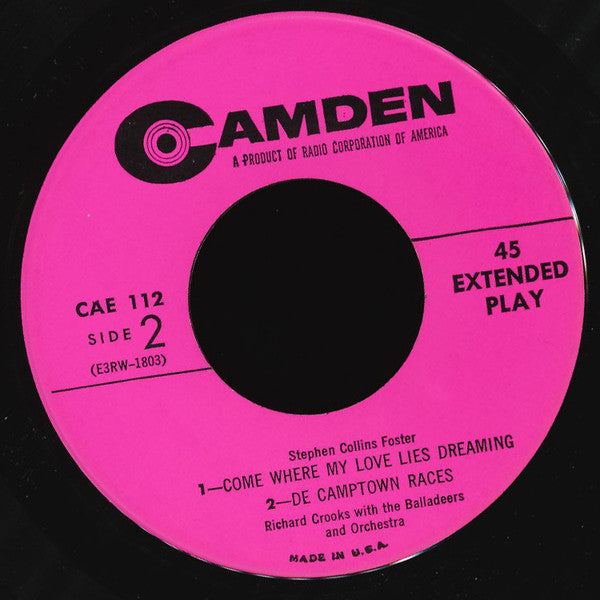 CAMDEN
A PRODUCT OF RADIO CORPORATION OF AMERICA
45
EXTENDED
PLAY
CAE 112
SIDE 2
(E3RW-1803)
Stephen Collins Foster
1—COME WHERE MY LOVE LIES DREAMING
2—DE CAMPTOWN RACES
Richard Crooks with the Balladeers
and Orchestra
MADE IN U.S.A.